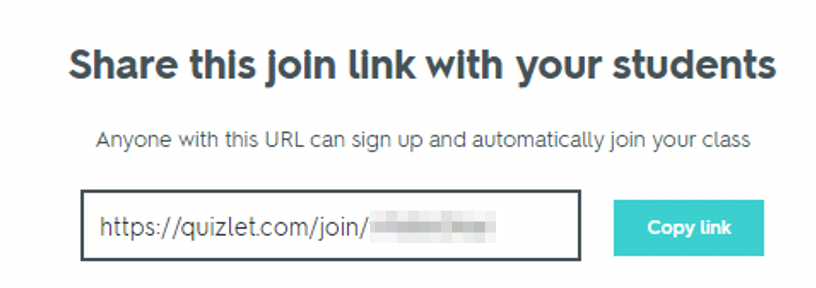 Share this join link with your students
Anyone with this URL can sign up and automatically join your class
https://quizlet.com/join/
Copy link